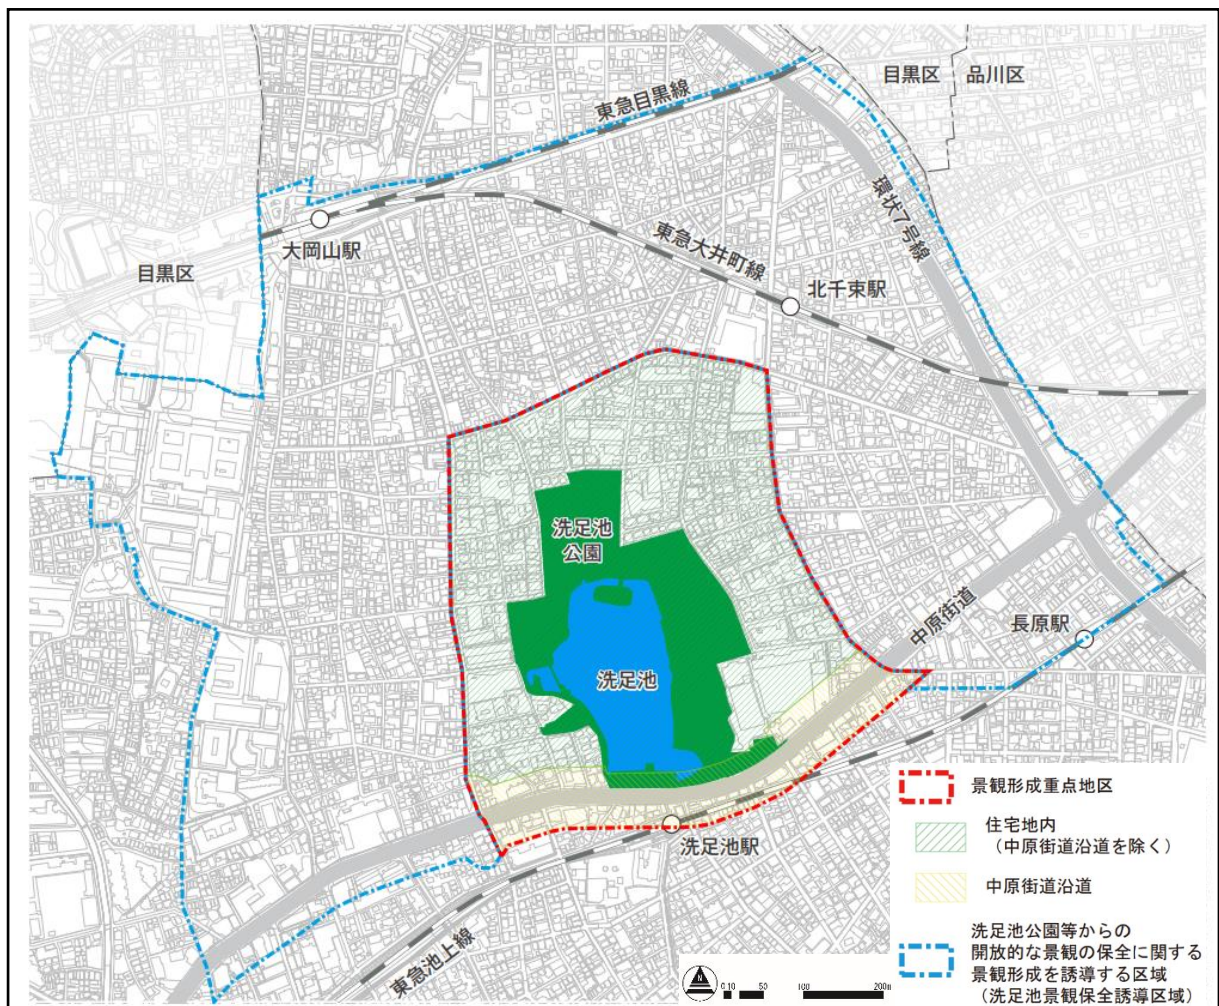 目黒区
品川区
東急目黒線
環状7号線
大岡山駅
東急大井町線
目黒区
北千束駅
洗足池
公園
中原街道
長原駅
洗足池
洗足池駅
東急池上線
景観形成重点地区
住宅地内
（中原街道沿道を除く）
中原街道沿道
洗足池公園等からの
開放的な景観の保全に関する
景観形成を誘導する区域
（洗足池景観保全誘導区域）
N
0 10 50 100 200m